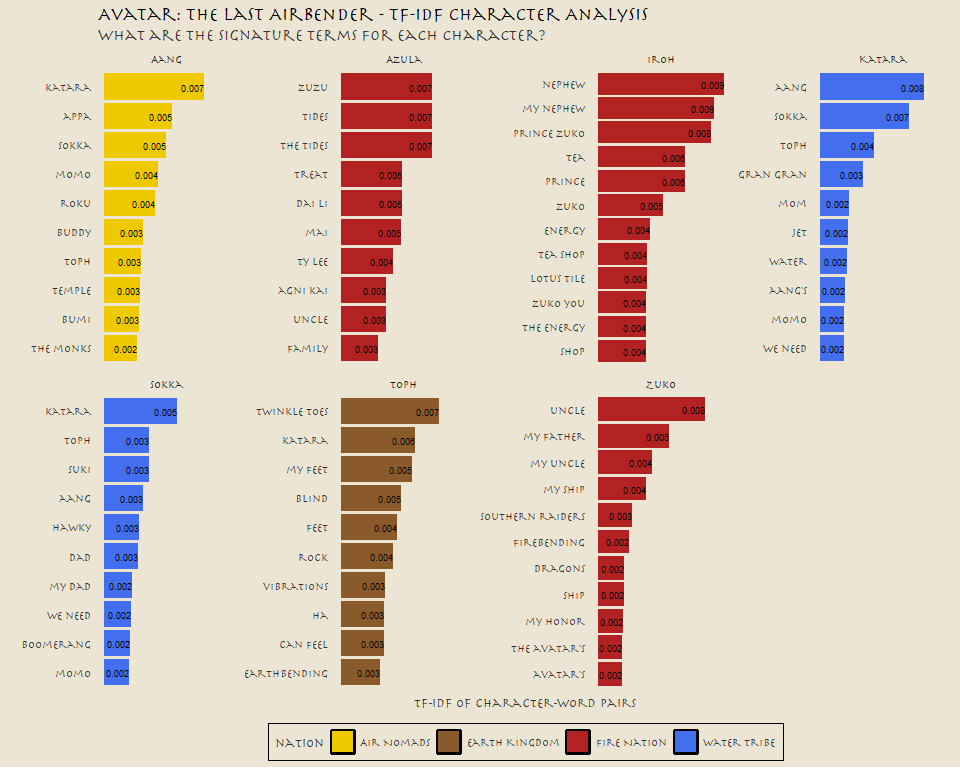 Avatar: The Last Airbender - TF-IDF Character Analysis
What are the signature terms for each character?
Aang
Katara 0.007
Appa 0.005
Sokka 0.005
Momo 0.004
Roku 0.004
Buddy 0.003
Toph 0.003
Temple 0.003
Bumi 0.003
The Monks 0.002
Azula
Zuzu 0.007
Tides 0.007
The Tides 0.007
Treat 0.005
Dai Li 0.005
Mai 0.005
Ty Lee 0.004
Agni Kai 0.003
Uncle 0.003
Family 0.003
Iroh
Nephew 0.009
My Nephew 0.009
Prince Zuko 0.008
Tea 0.006
Prince 0.006
Zuko 0.005
Energy 0.004
Tea Shop 0.004
Lotus Tile 0.004
Zuko You 0.004
The Energy 0.004
Shop 0.004
Katara
Aang 0.008
Sokka 0.007
Toph 0.004
Gran Gran 0.003
Mom 0.002
Jet 0.002
Water 0.002
Aang's 0.002
Momo 0.002
We Need 0.002
Sokka
Katara 0.005
Toph 0.003
Suki 0.003
Aang 0.003
Hawky 0.003
Dad 0.003
My Dad 0.002
We Need 0.002
Boomerang 0.002
Momo 0.002
Toph
Twinkle Toes 0.007
Katara 0.006
My Feet 0.005
Blind 0.005
Feet 0.004
Rock 0.004
Vibrations 0.003
Ha 0.003
Can Feel 0.003
Earthbending 0.003
Zuko
Uncle 0.008
My Father 0.005
My Uncle 0.004
My Ship 0.004
Southern Raiders 0.003
Firebending 0.002
Dragons 0.002
Ship 0.002
My Honor 0.002
The Avatar's 0.002
Avatar's 0.002
TF-IDF of Character-Word Pairs
Nation Air Nomads Earth Kingdom Fire Nation Water Tribe